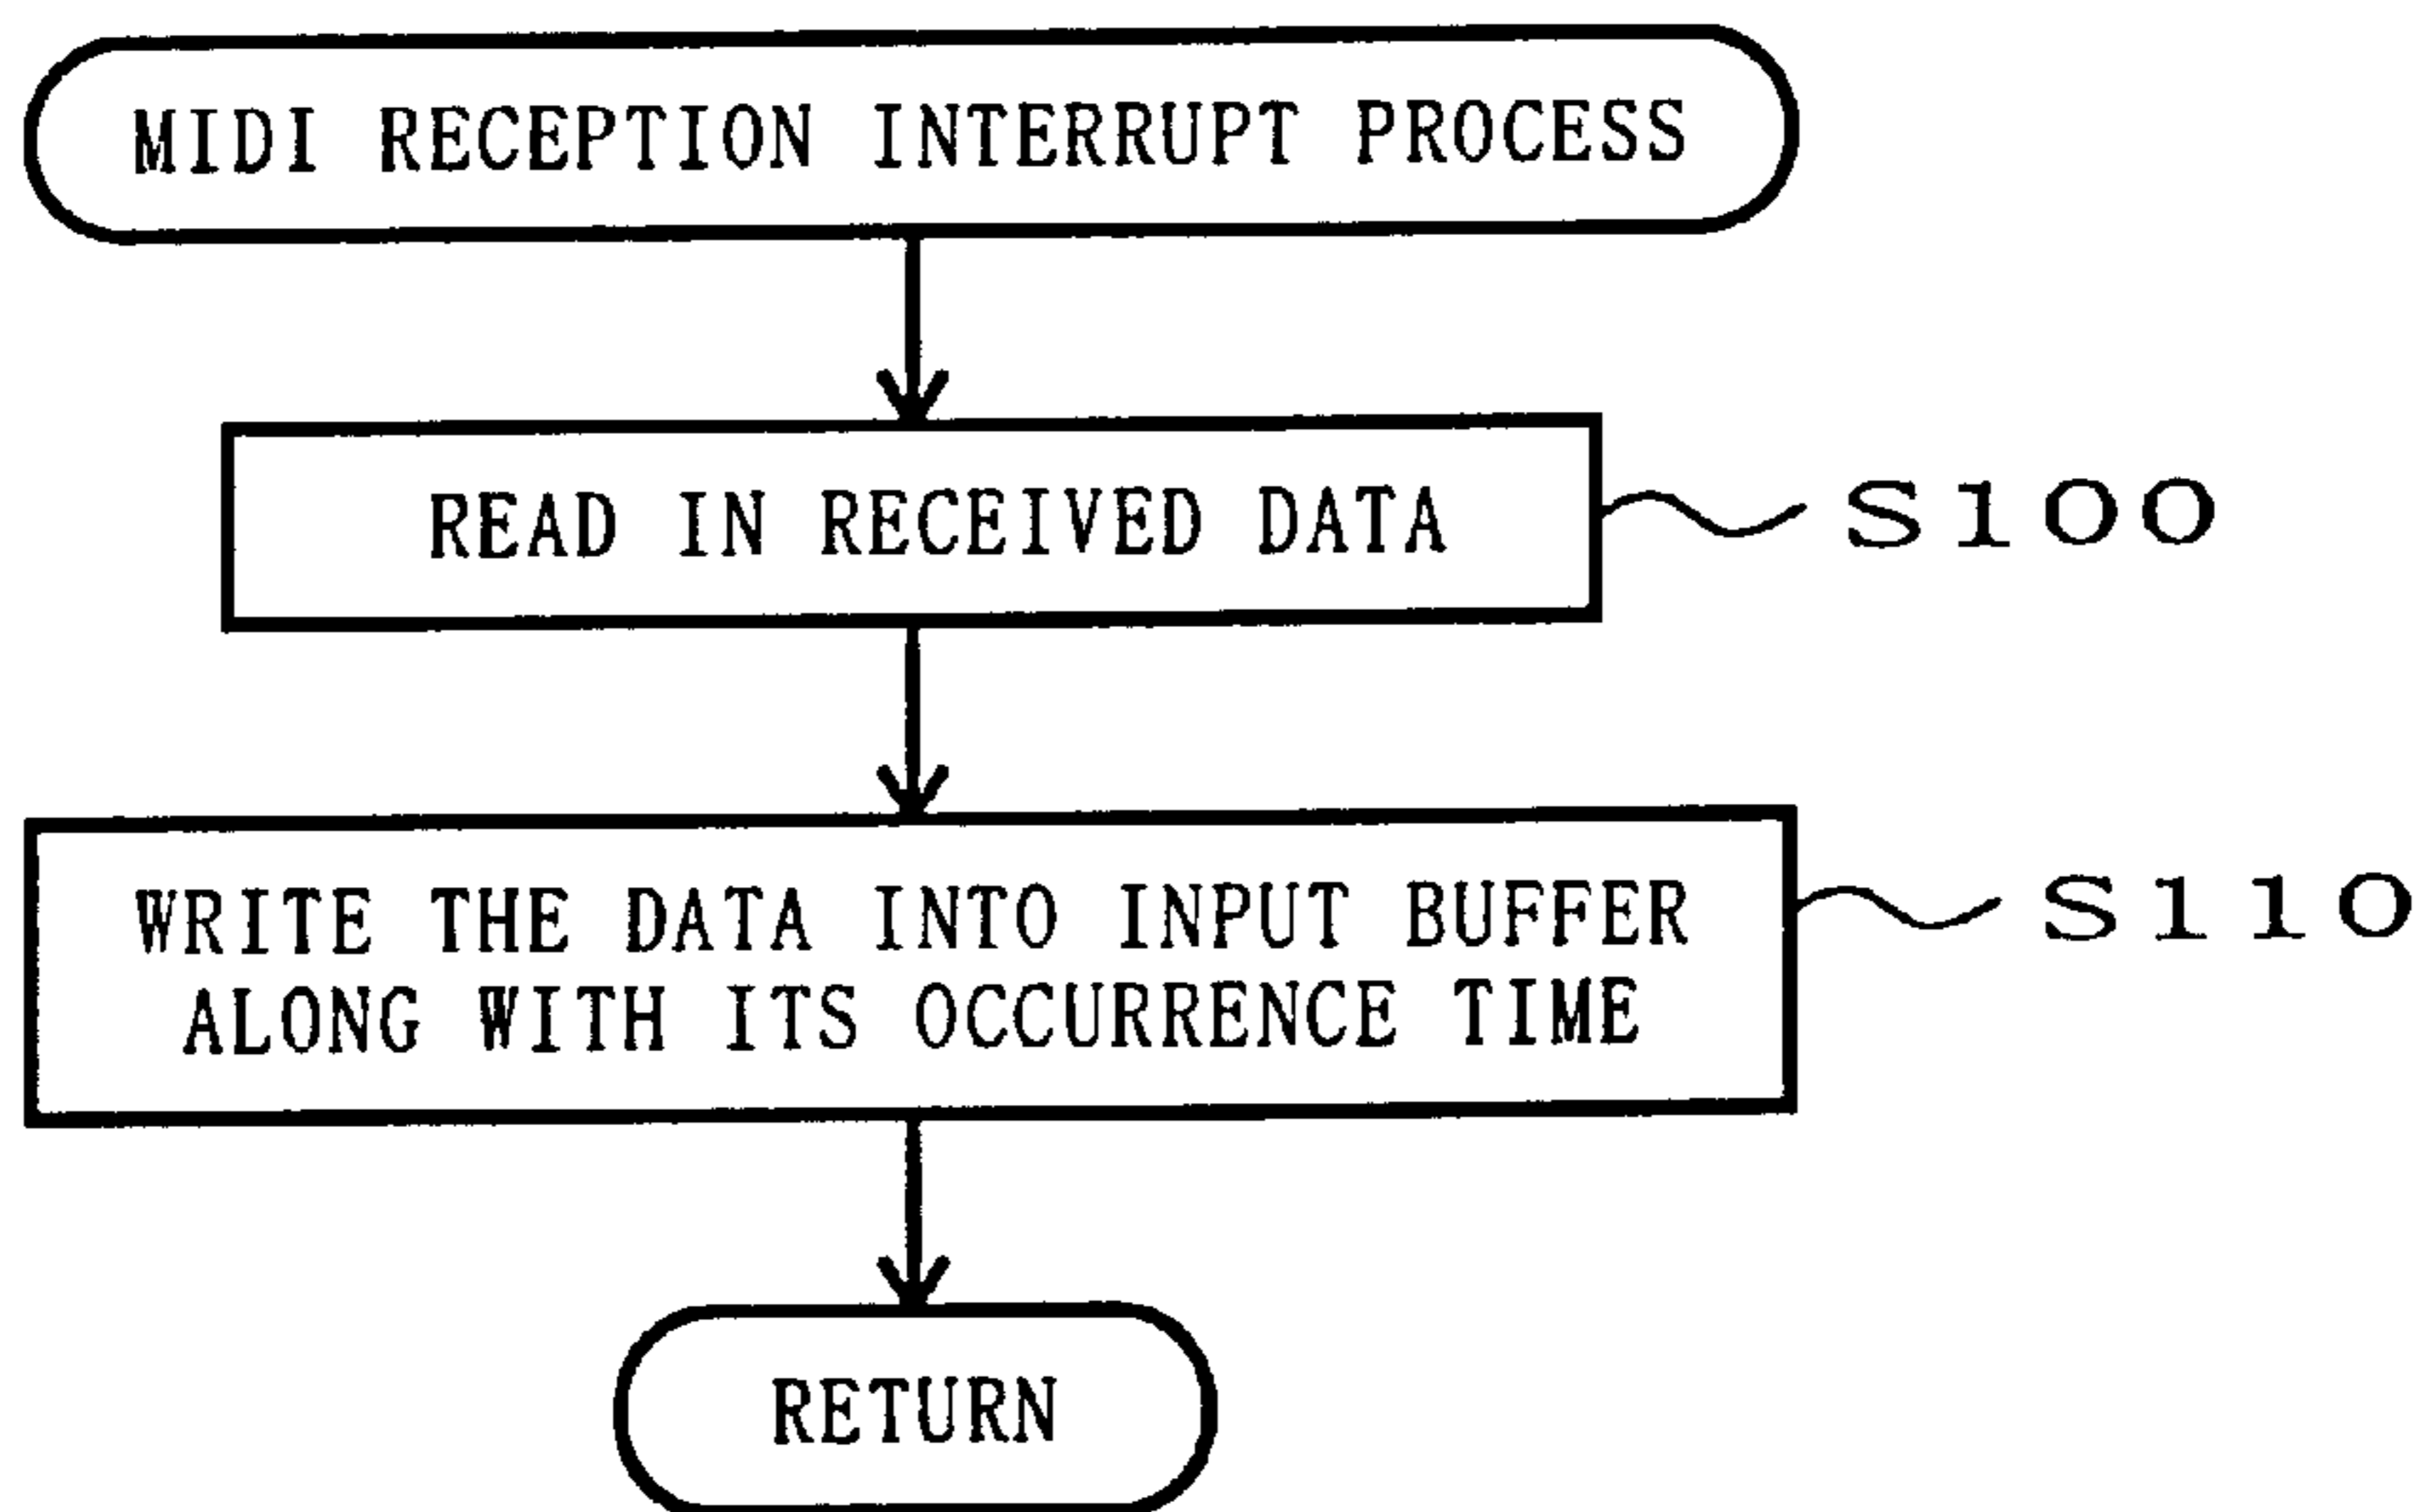 MIDI RECEPTION INTERRUPT PROCESS
READ IN RECEIVED DATA
S100
WRITE THE DATA INTO INPUT BUFFER
ALONG WITH ITS OCCURRENCE TIME
S110
RETURN